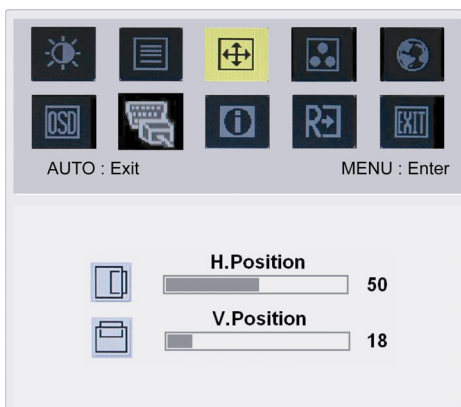 OSD
i
R
EXIT
AUTO : Exit
MENU : Enter
H.Position
50
V.Position
18